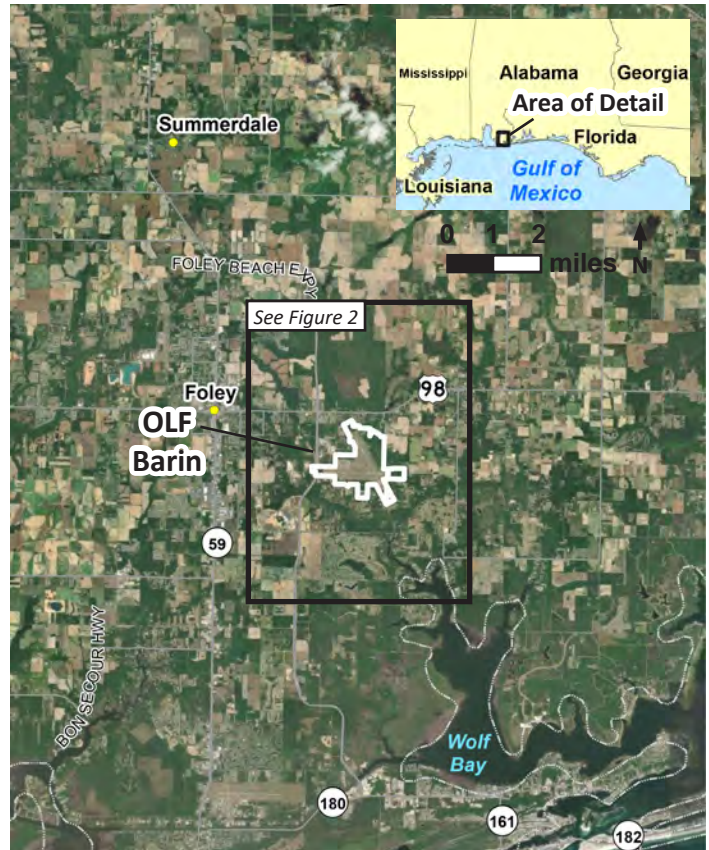 Mississippi
Alabama
Georgia
Area of Detail
Florida
Louisiana
Gulf of
Mexico
Summerdale
0 1 2
miles
N
FOLEY BEACH EXPY
See Figure 2
Foley
98
OLF
Barin
59
BON SECOUR HWY
Wolf
Bay
180
161
182